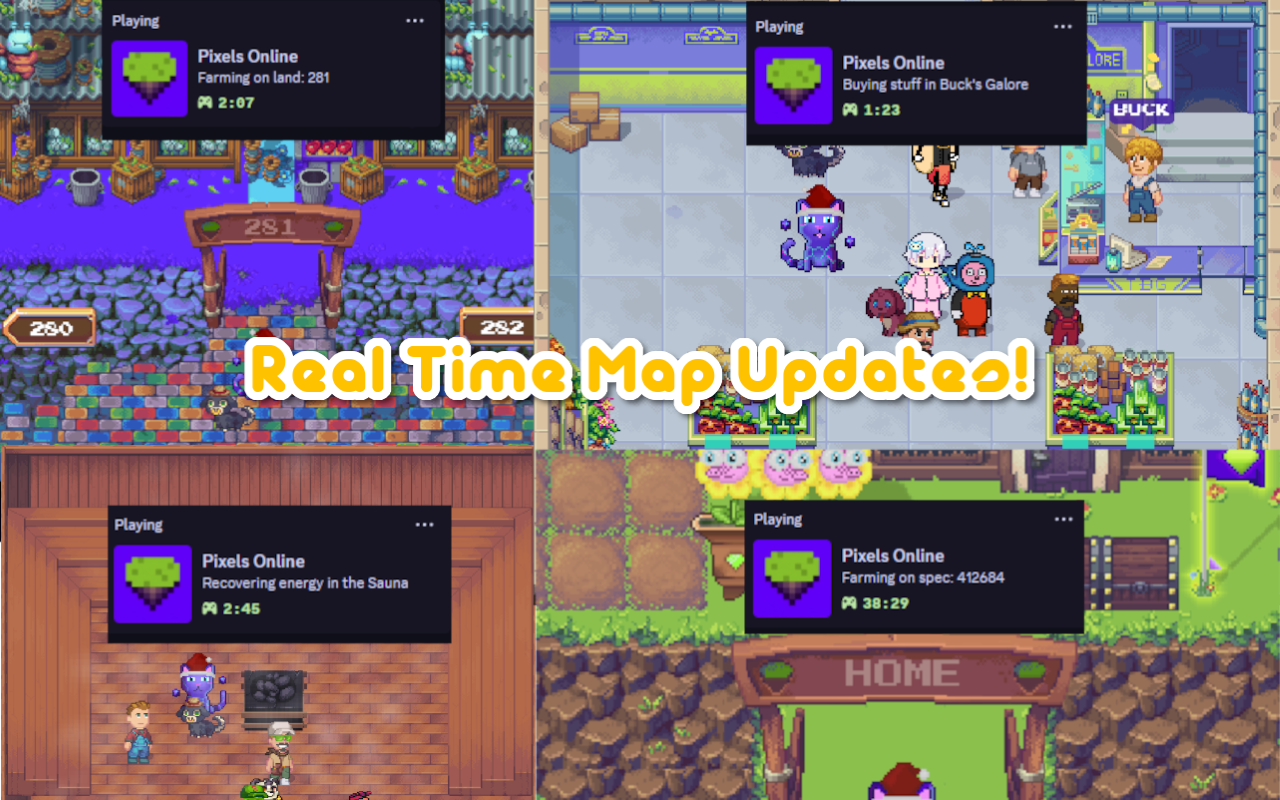 Playing
Pixels Online
Farming on land: 281
2:07
281
280
282
Playing
Pixels Online
Buying stuff in Buck's Galore
1:23
LORE
BUCK
Real Time Map Updates!
Playing
Pixels Online
Recovering energy in the Sauna
2:45
Playing
Pixels Online
Farming on spec: 412684
38:29
HOME